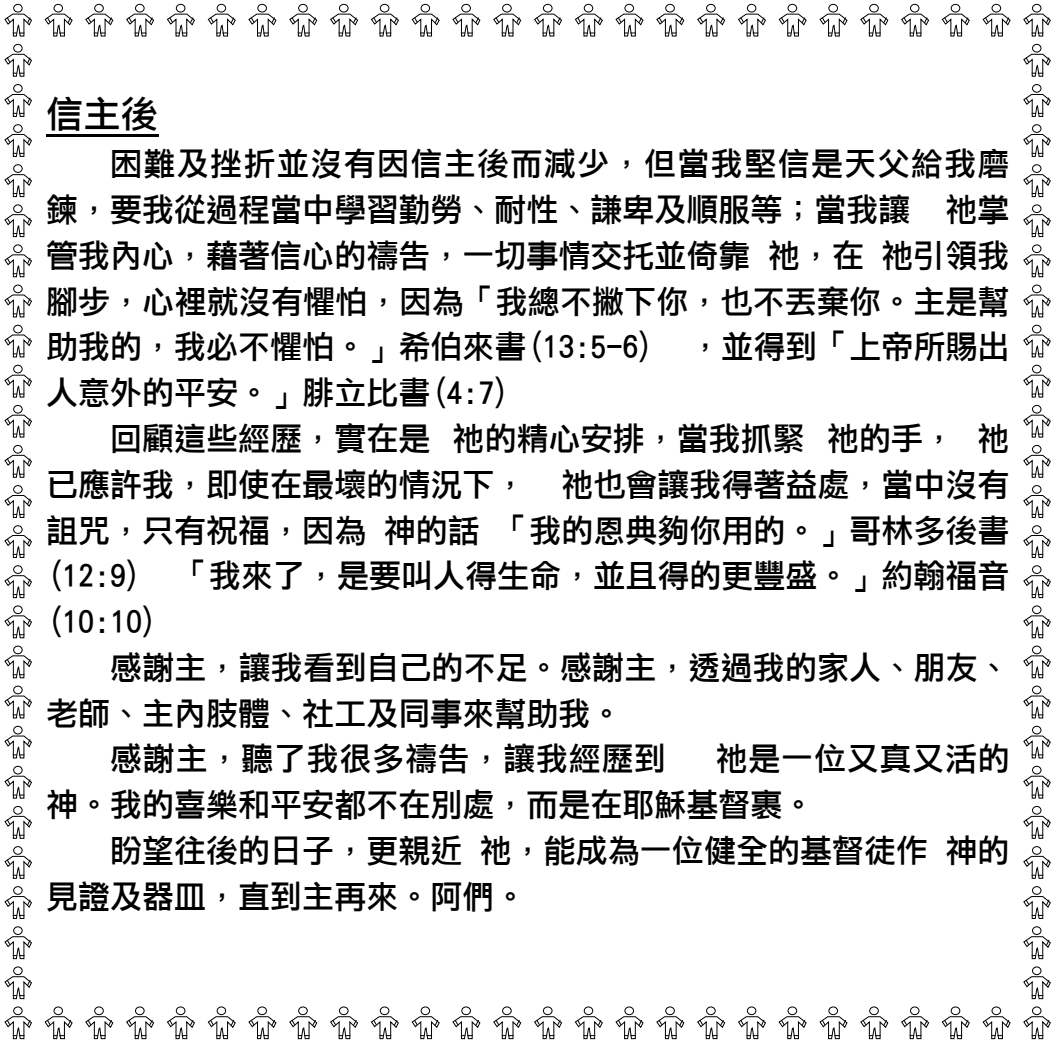 信主後
困難及挫折並沒有因信主後而減少，但當我堅信是天父給我磨
鍊，要我從過程當中學習勤勞、耐性、謙卑及順服等；當我讓　祂掌
管我內心，藉著信心的禱告，一切事情交托並倚靠 祂，在 祂引領我
腳步，心裡就沒有懼怕，因為「我總不撇下你，也不丟棄你。主是幫
助我的，我必不懼怕。」希伯來書(13:5-6)　，並得到「上帝所賜出
人意外的平安。」腓立比書(4:7)
回顧這些經歷，實在是 祂的精心安排，當我抓緊 祂的手， 祂
已應許我，即使在最壞的情況下，　祂也會讓我得著益處，當中沒有
詛咒，只有祝福，因為 神的話 「我的恩典夠你用的。」哥林多後書
(12:9)　「我來了，是要叫人得生命，並且得的更豐盛。」約翰福音
(10:10)
感謝主，讓我看到自己的不足。感謝主，透過我的家人、朋友、
老師、主內肢體、社工及同事來幫助我。
感謝主，聽了我很多禱告，讓我經歷到　祂是一位又真又活的
神。我的喜樂和平安都不在別處，而是在耶穌基督裏。
盼望往後的日子，更親近 祂，能成為一位健全的基督徒作 神的
見證及器皿，直到主再來。阿們。